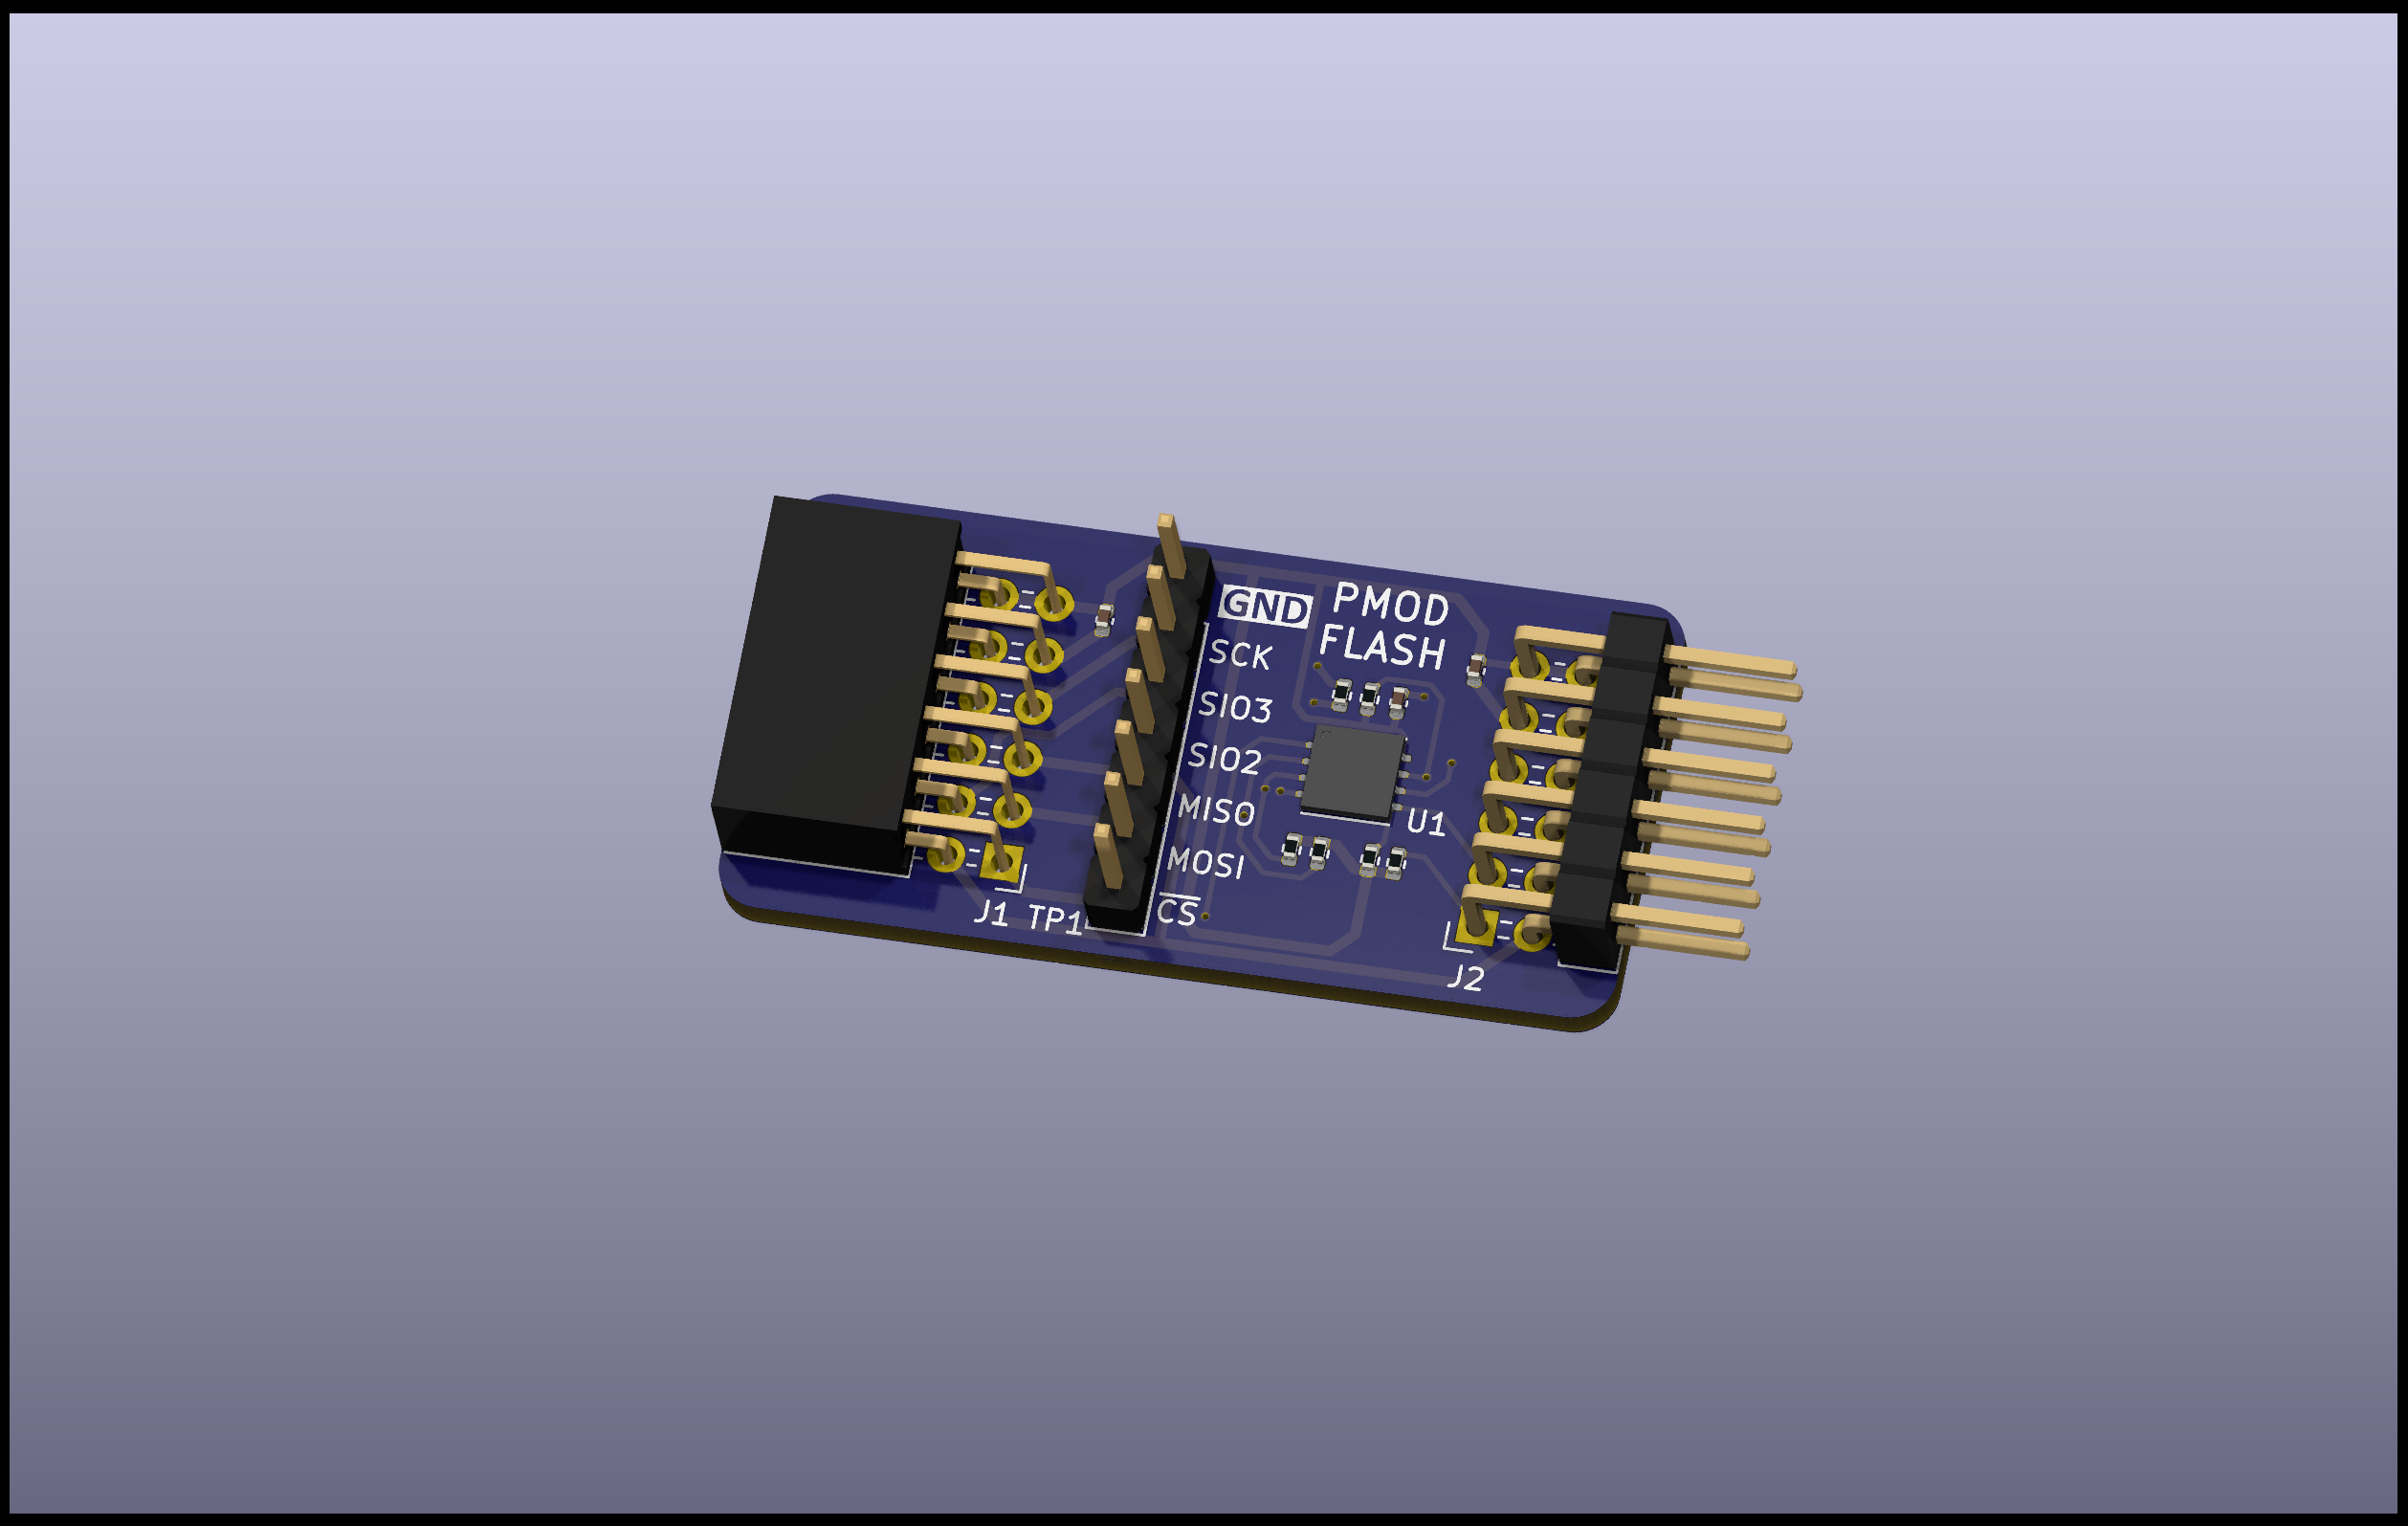 PMOD
FLASH
GND
SCK
SIO3
SIO2
MISO
MOSI
CS
U1
J1
TP1
J2